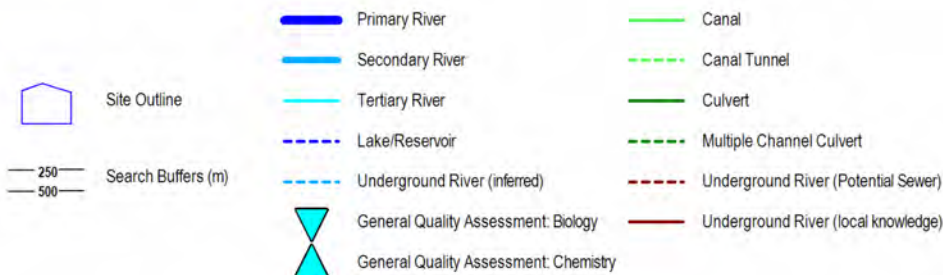 Site Outline
250
500
Search Buffers (m)
Primary River
Secondary River
Tertiary River
Lake/Reservoir
Underground River (inferred)
General Quality Assessment: Biology
General Quality Assessment: Chemistry
Canal
Canal Tunnel
Culvert
Multiple Channel Culvert
Underground River (Potential Sewer)
Underground River (local knowledge)